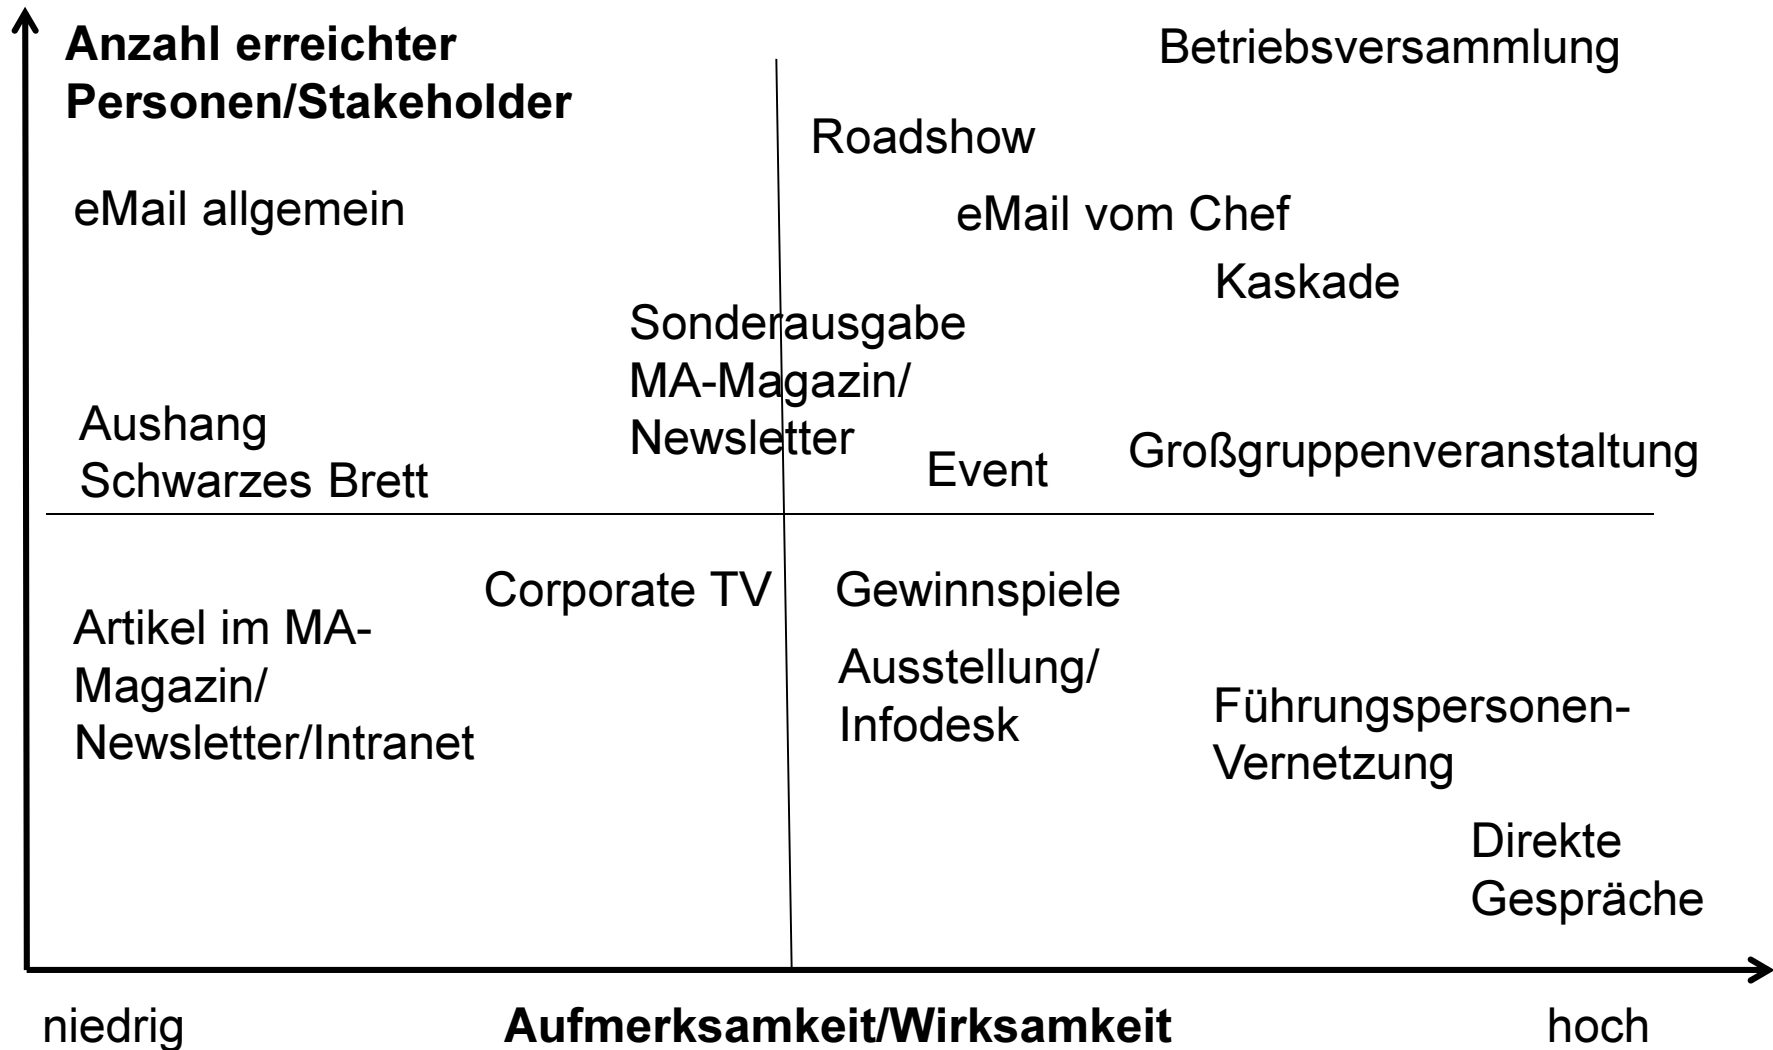 Anzahl erreichter
Personen/Stakeholder
Betriebsversammlung
Roadshow
eMail allgemein
eMail vom Chef
Kaskade
Sonderausgabe
MA-Magazin/
Newsletter
Aushang
Schwarzes Brett
Event
Großgruppenveranstaltung
Corporate TV
Gewinnspiele
Artikel im MA-
Magazin/
Newsletter/Intranet
Ausstellung/
Infodesk
Führungspersonen-
Vernetzung
Direkte
Gespräche
niedrig
Aufmerksamkeit/Wirksamkeit
hoch